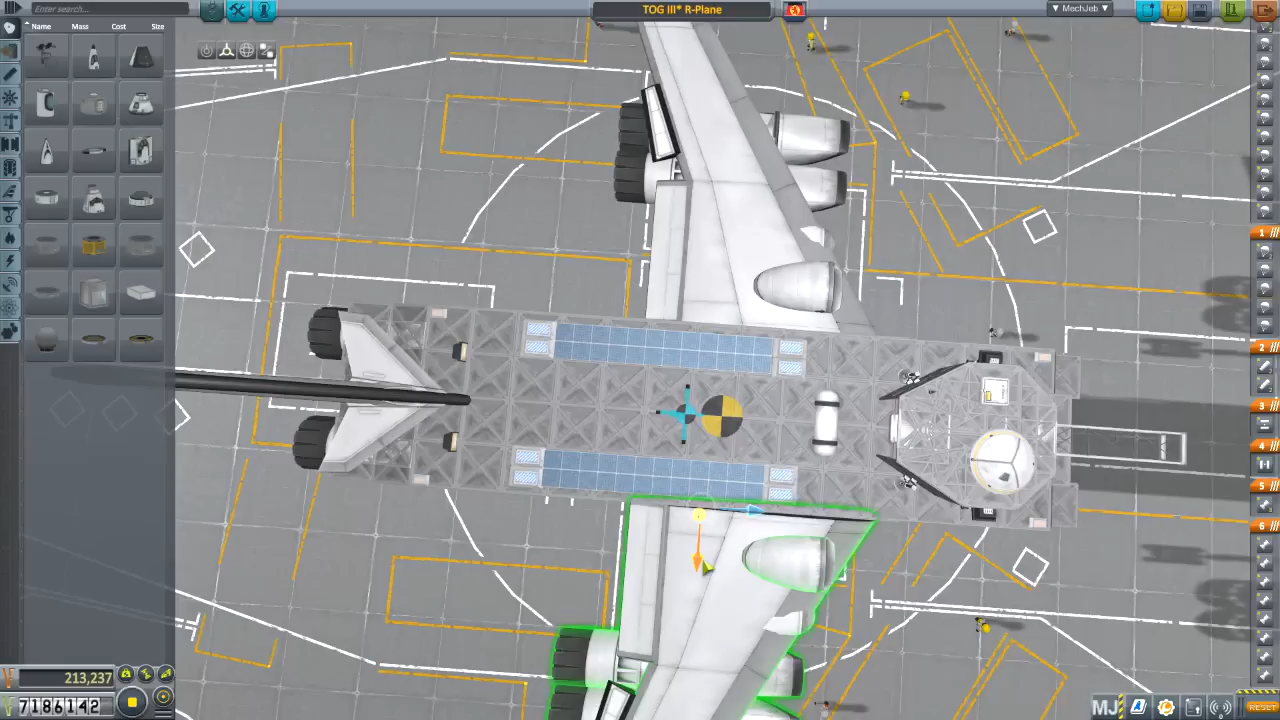 Enter search...
TOG III* R-Plane
▼ MechJeb ▼
Name Mass Cost Size
1
2
3
4
5
6
213,237
7186142
MJ
RESET